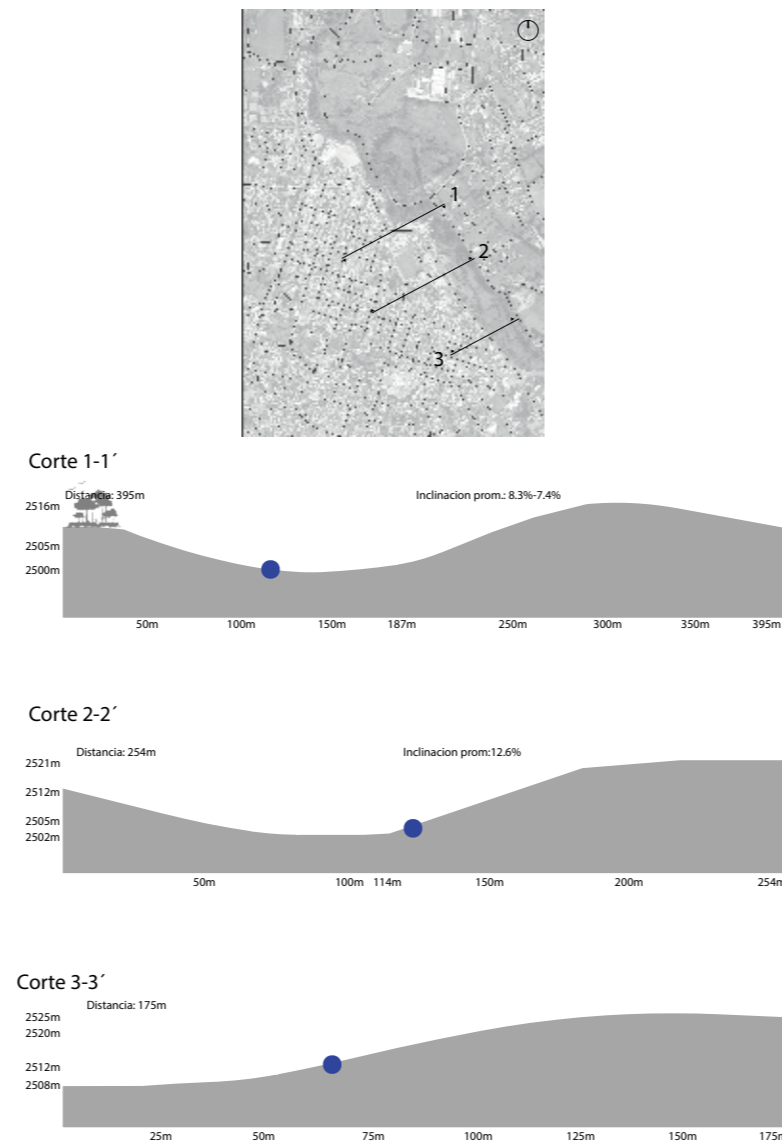 1
2
3
Corte 1-1´
Distancia: 395m Inclinacion prom.: 8.3%-7.4%
2516m
2505m
2500m
50m 100m 150m 187m 250m 300m 350m 395m
Corte 2-2´
Distancia: 254m Inclinacion prom:12.6%
2521m
2512m
2505m
2502m
50m 100m 114m 150m 200m 254m
Corte 3-3´
Distancia: 175m
2525m
2520m
2512m
2508m
25m 50m 75m 100m 125m 150m 175m